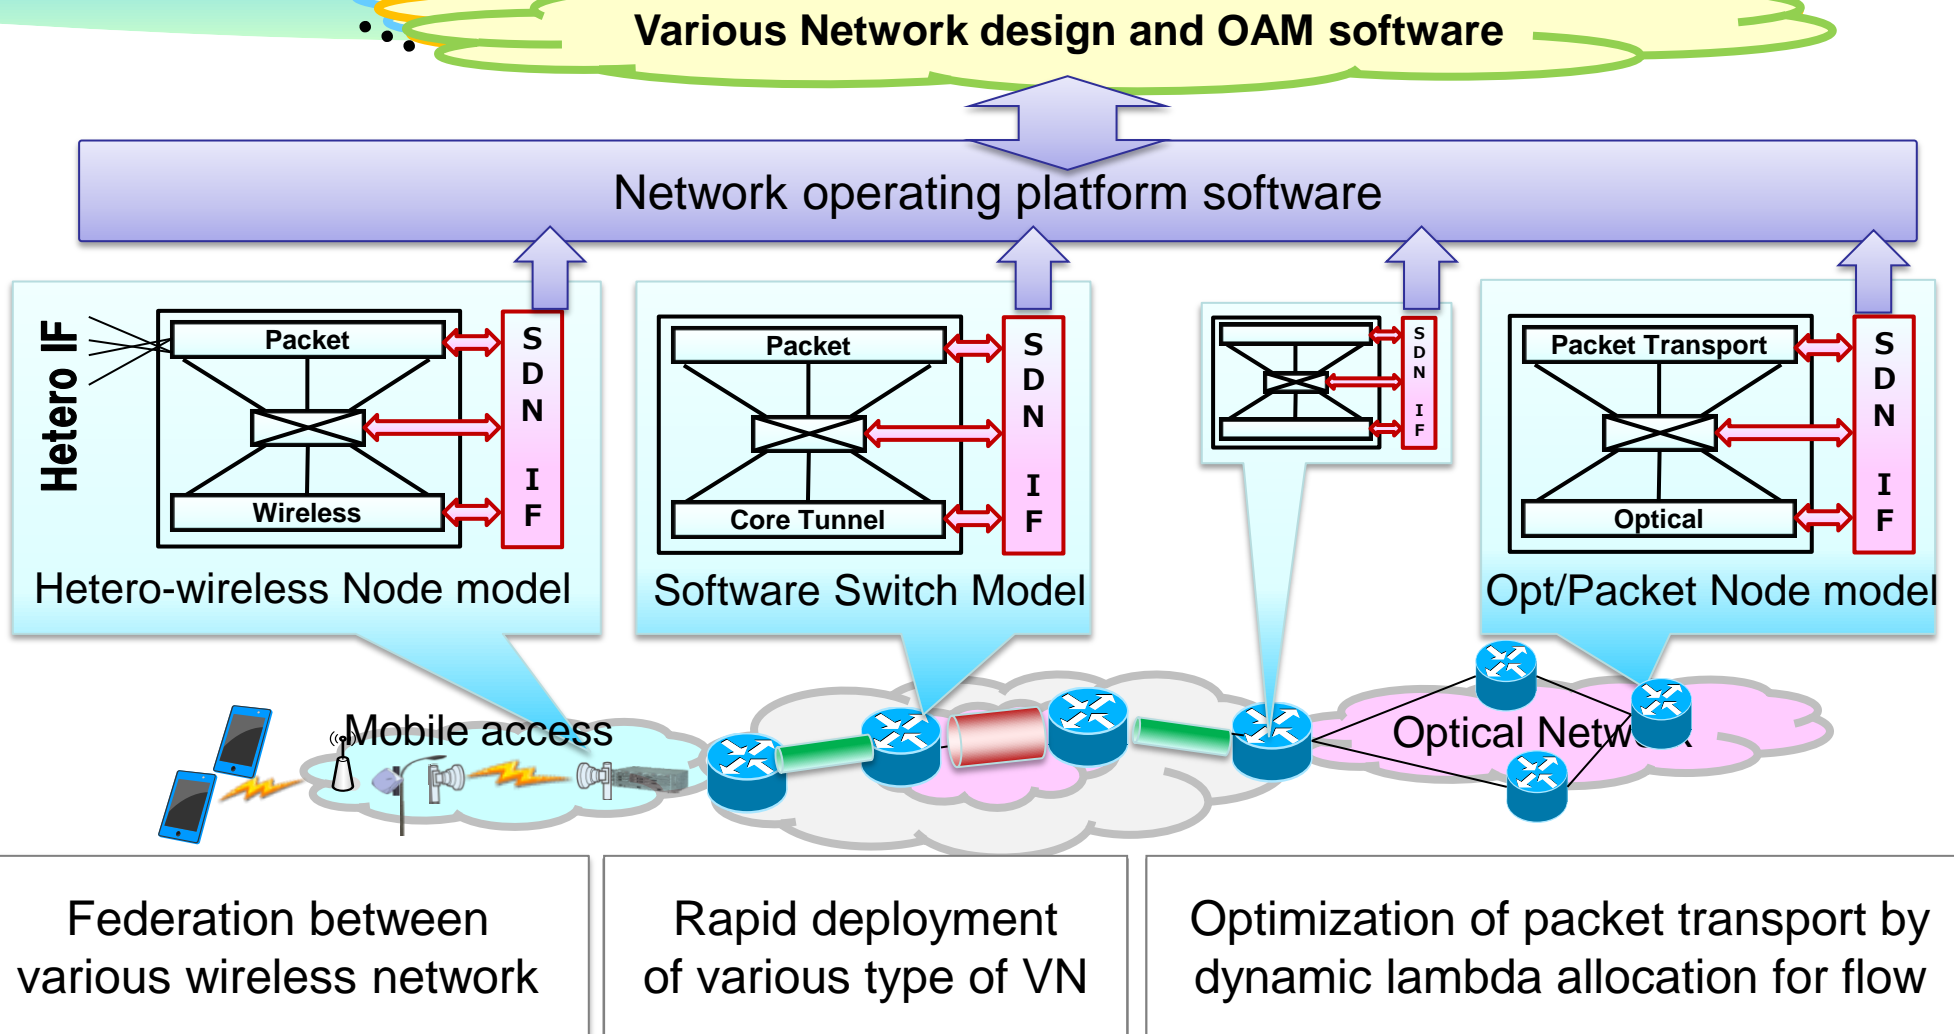 Various Network design and OAM software
Network operating platform software
Hetero IF
Packet
Wireless
SDN IF
Hetero-wireless Node model
Packet
Core Tunnel
SDN IF
Software Switch Model
SDN IF
Packet Transport
Optical
SDN IF
Opt/Packet Node model
Mobile access
Optical Network
Federation between
various wireless network
Rapid deployment
of various type of VN
Optimization of packet transport by
dynamic lambda allocation for flow